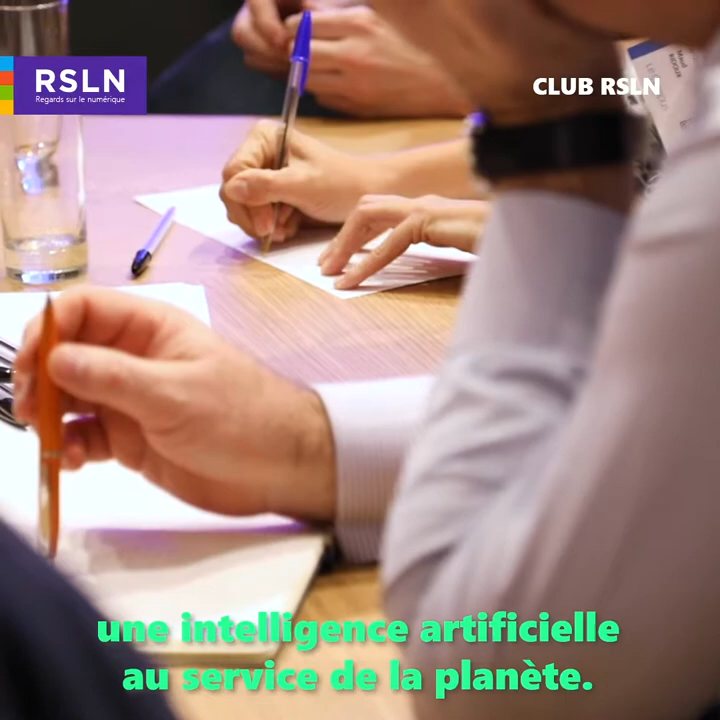 RSLN
Regards sur le numérique
CLUB RSLN
une intelligence artificielle
au service de la planète.